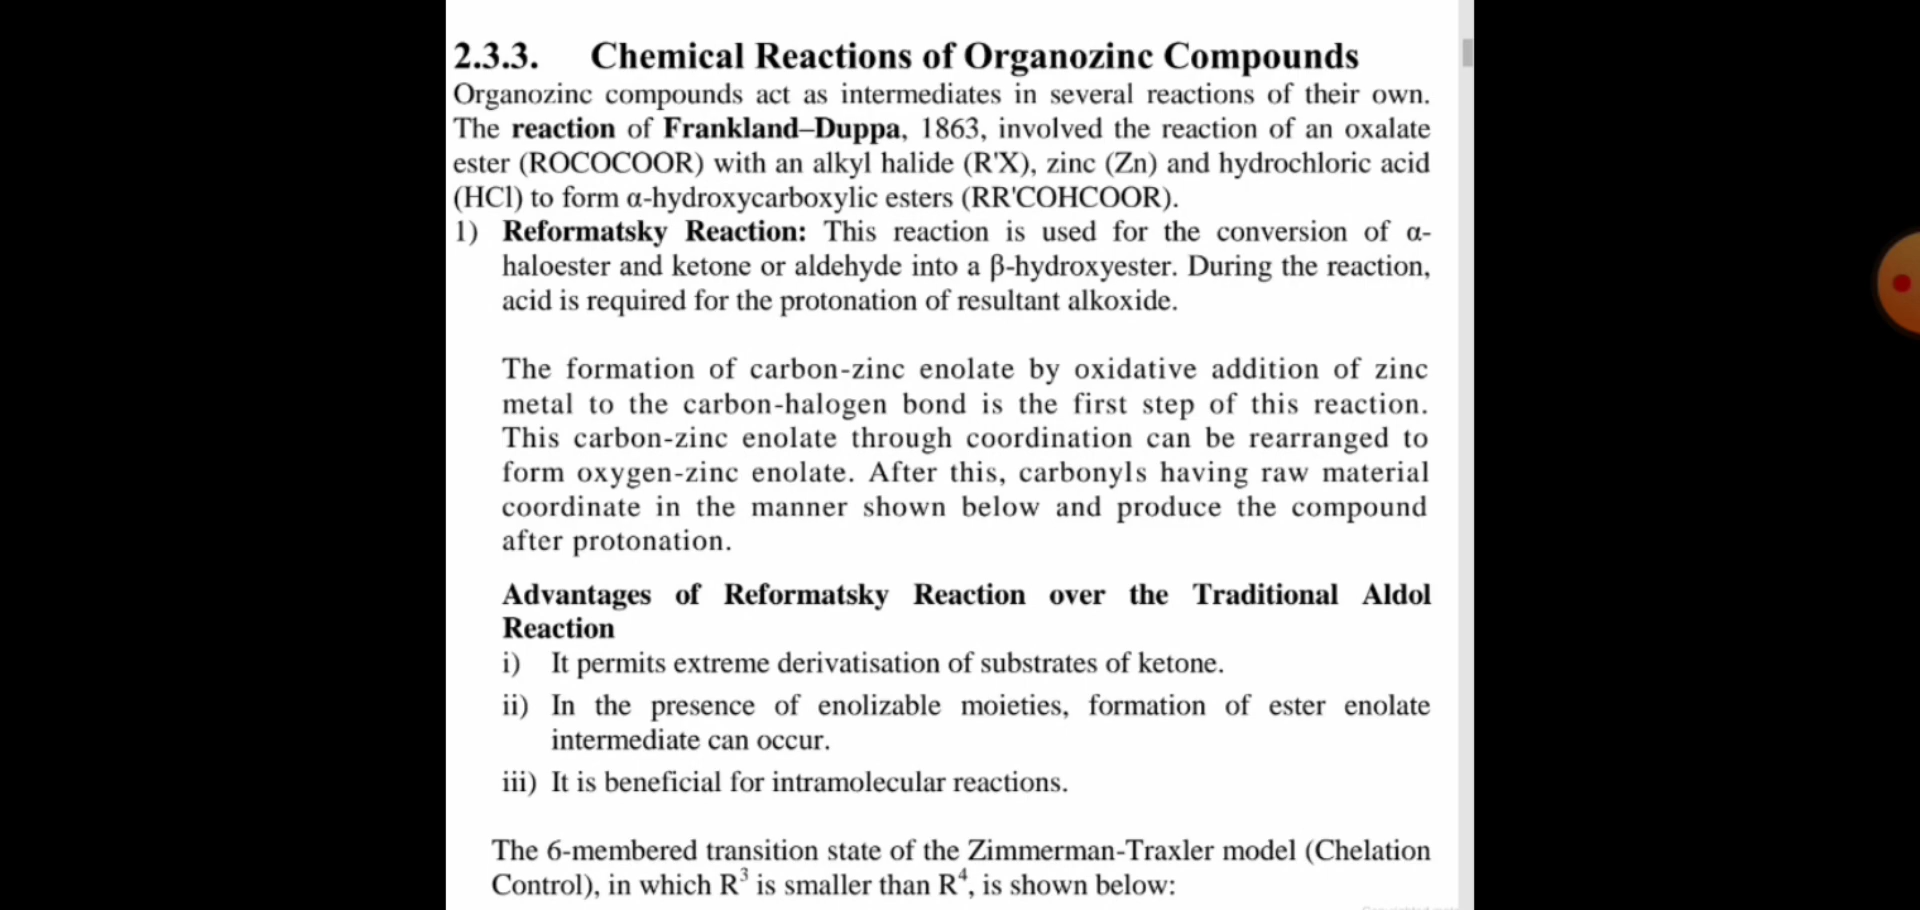 2.3.3. Chemical Reactions of Organozinc Compounds
Organozinc compounds act as intermediates in several reactions of their own.
The reaction of Frankland–Duppa, 1863, involved the reaction of an oxalate
ester (ROCOCOOR) with an alkyl halide (R'X), zinc (Zn) and hydrochloric acid
(HCl) to form α-hydroxycarboxylic esters (RR'COHCOOR).
1) Reformatsky Reaction: This reaction is used for the conversion of α-
haloester and ketone or aldehyde into a β-hydroxyester. During the reaction,
acid is required for the protonation of resultant alkoxide.
The formation of carbon-zinc enolate by oxidative addition of zinc
metal to the carbon-halogen bond is the first step of this reaction.
This carbon-zinc enolate through coordination can be rearranged to
form oxygen-zinc enolate. After this, carbonyls having raw material
coordinate in the manner shown below and produce the compound
after protonation.
Advantages of Reformatsky Reaction over the Traditional Aldol
Reaction
i) It permits extreme derivatisation of substrates of ketone.
ii) In the presence of enolizable moieties, formation of ester enolate
intermediate can occur.
iii) It is beneficial for intramolecular reactions.
The 6-membered transition state of the Zimmerman-Traxler model (Chelation
Control), in which R³ is smaller than R⁴, is shown below: